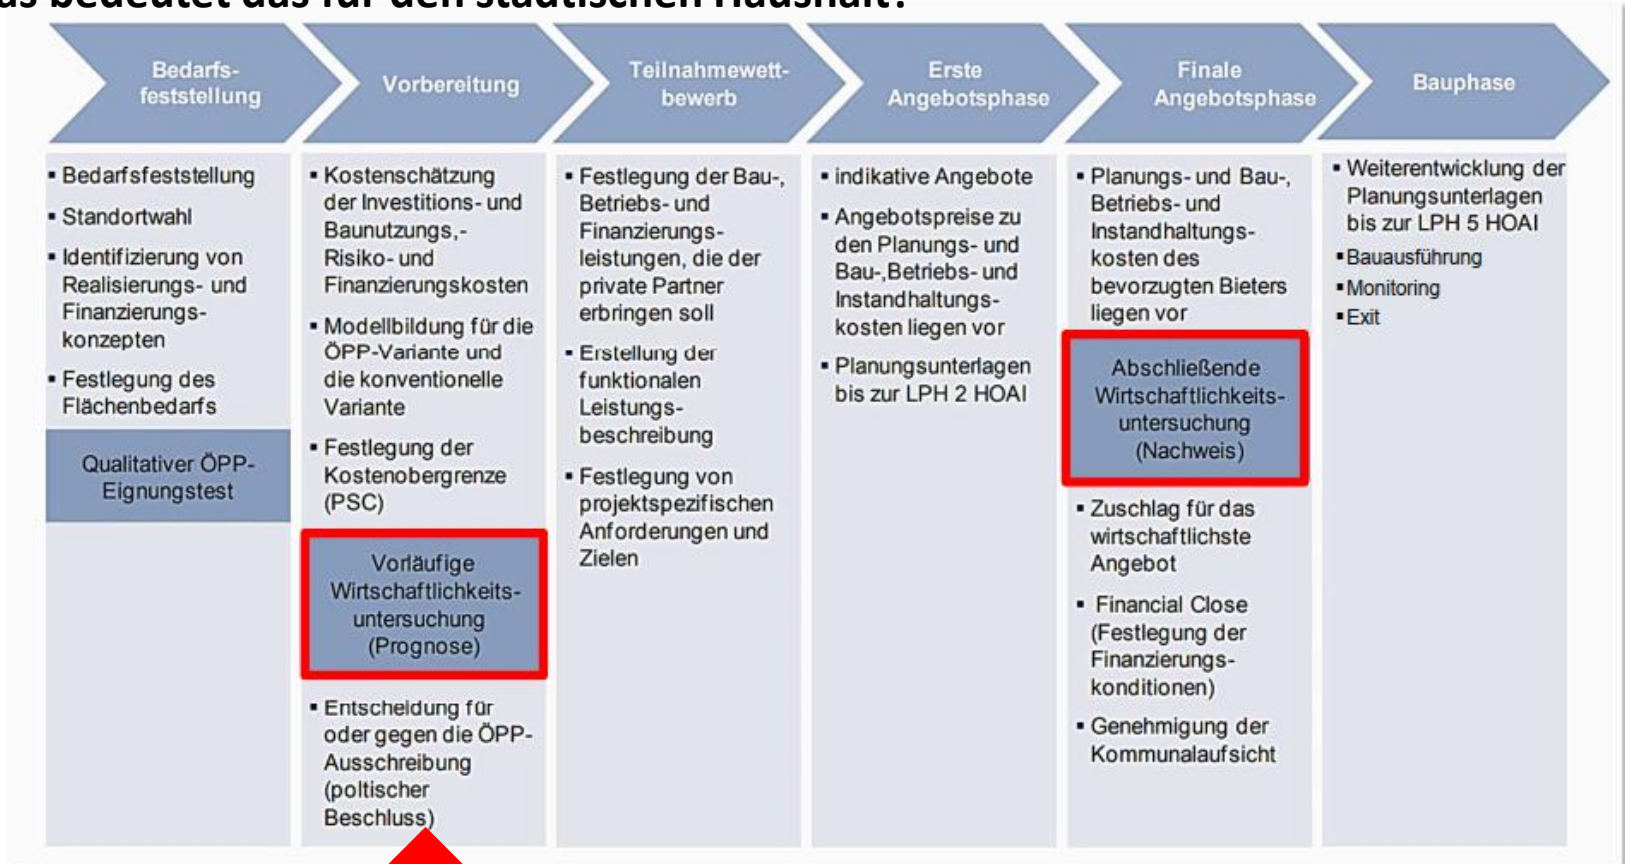 as bedeutet das für den städtischen Haushalt?
Bedarfs-
feststellung
Vorbereitung
Teilnahmewett-
bewerb
Erste
Angebotsphase
Finale
Angebotsphase
Bauphase
▪ Bedarfsfeststellung
▪ Standortwahl
▪ Identifizierung von
Realisierungs- und
Finanzierungs-
konzepten
▪ Festlegung des
Flächenbedarfs
Qualitativer ÖPP-
Eignungstest
▪ Kostenschätzung
der Investitions- und
Baunutzungs,-
Risiko- und
Finanzierungskosten
▪ Modellbildung für die
ÖPP-Variante und
die konventionelle
Variante
▪ Festlegung der
Kostenobergrenze
(PSC)
Vorläufige
Wirtschaftlichkeits-
untersuchung
(Prognose)
▪ Entscheidung für
oder gegen die ÖPP-
Ausschreibung
(poltischer
Beschluss)
▪ Festlegung der Bau-,
Betriebs- und
Finanzierungs-
leistungen, die der
private Partner
erbringen soll
▪ Erstellung der
funktionalen
Leistungs-
beschreibung
▪ Festlegung von
projektspezifischen
Anforderungen und
Zielen
▪ indikative Angebote
▪ Angebotspreise zu
den Planungs- und
Bau-,Betriebs- und
Instandhaltungs-
kosten liegen vor
▪ Planungsunterlagen
bis zur LPH 2 HOAI
▪ Planungs- und Bau-,
Betriebs- und
Instandhaltungs-
kosten des
bevorzugten Bieters
liegen vor
Abschließende
Wirtschaftlichkeits-
untersuchung
(Nachweis)
▪ Zuschlag für das
wirtschaftlichste
Angebot
▪ Financial Close
(Festlegung der
Finanzierungs-
konditionen)
▪ Genehmigung der
Kommunalaufsicht
▪ Weiterentwicklung der
Planungsunterlagen
bis zur LPH 5 HOAI
▪ Bauausführung
▪ Monitoring
▪ Exit